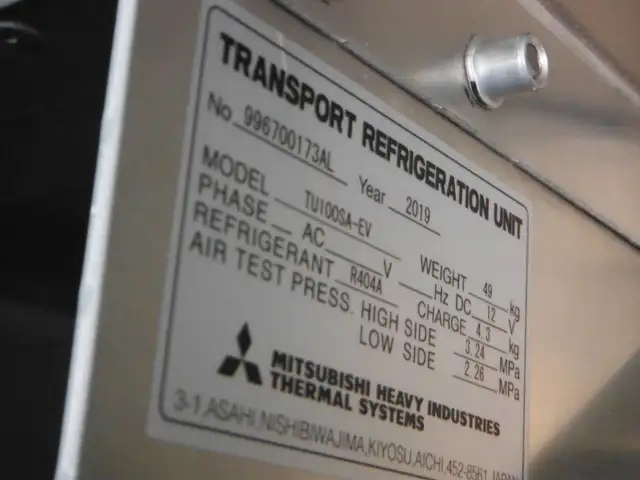 TRANSPORT REFRIGERATION UNIT
No 996700173AL Year 2019
MODEL TU100SA-EV WEIGHT 49 kg
PHASE — AC V — Hz DC 12 V
REFRIGERANT R404A CHARGE 4.3 kg
AIR TEST PRESS. HIGH SIDE 3.24 MPa
LOW SIDE 2.26 MPa
MITSUBISHI HEAVY INDUSTRIES
THERMAL SYSTEMS
3-1,ASAHI,NISHIBIWAJIMA,KIYOSU,AICHI,452-8561,JAPAN